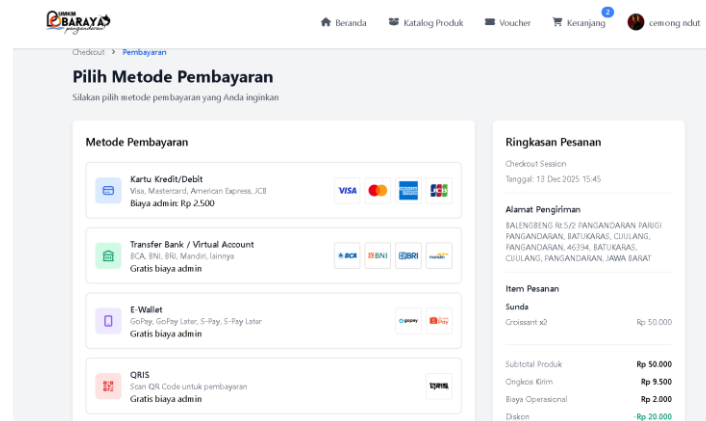 UMKM
BARAYA
pangandaran
Beranda
Katalog Produk
Voucher
Keranjang
2
cemong ndut
Checkout > Pembayaran
Pilih Metode Pembayaran
Silakan pilih metode pembayaran yang Anda inginkan
Metode Pembayaran
Kartu Kredit/Debit
Visa, Mastercard, American Express, JCB
Biaya admin: Rp 2.500
VISA
JCB
Transfer Bank / Virtual Account
BCA, BNI, BRI, Mandiri, lainnya
Gratis biaya admin
BCA
BNI
BRI
E-Wallet
GoPay, GoPay Later, S-Pay, S-Pay Later
Gratis biaya admin
gopay
Pay
QRIS
Scan QR Code untuk pembayaran
Gratis biaya admin
QRIS
Ringkasan Pesanan
Checkout Session
Tanggal: 13 Dec 2025 15:45
Alamat Pengiriman
BALENGBENG Rt.5/2 PANGANDARAN PARIGI
PANGANDARAN, BATUKARAS, CIJULANG,
PANGANDARAN, 46394, BATUKARAS,
CIJULANG, PANGANDARAN, JAWA BARAT
Item Pesanan
Sunda
Croissant x2 Rp 50.000
Subtotal Produk Rp 50.000
Ongkos Kirim Rp 9.500
Biaya Operasional Rp 2.000
Diskon -Rp 20.000